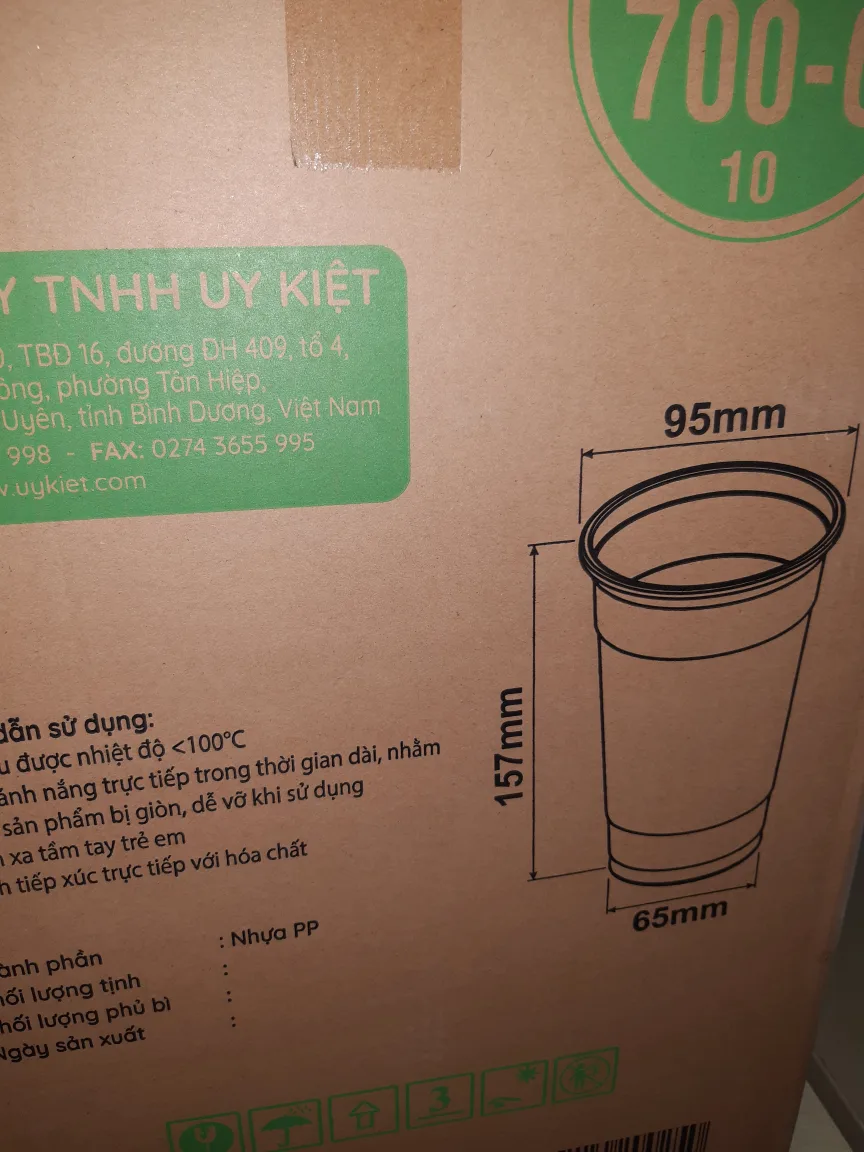 700-
10
TNHH UY KIỆT
TBĐ 16, đường ĐH 409, tổ 4,
phường Tân Hiệp,
Uyên, tỉnh Bình Dương, Việt Nam
998 - FAX: 0274 3655 995
.uykiet.com
95mm
157mm
65mm
dẫn sử dụng:
được nhiệt độ <100°C
ánh nắng trực tiếp trong thời gian dài, nhằm
sản phẩm bị giòn, dễ vỡ khi sử dụng
xa tầm tay trẻ em
tiếp xúc trực tiếp với hóa chất
ành phần : Nhựa PP
hối lượng tịnh :
hối lượng phủ bì :
Ngày sản xuất :
3